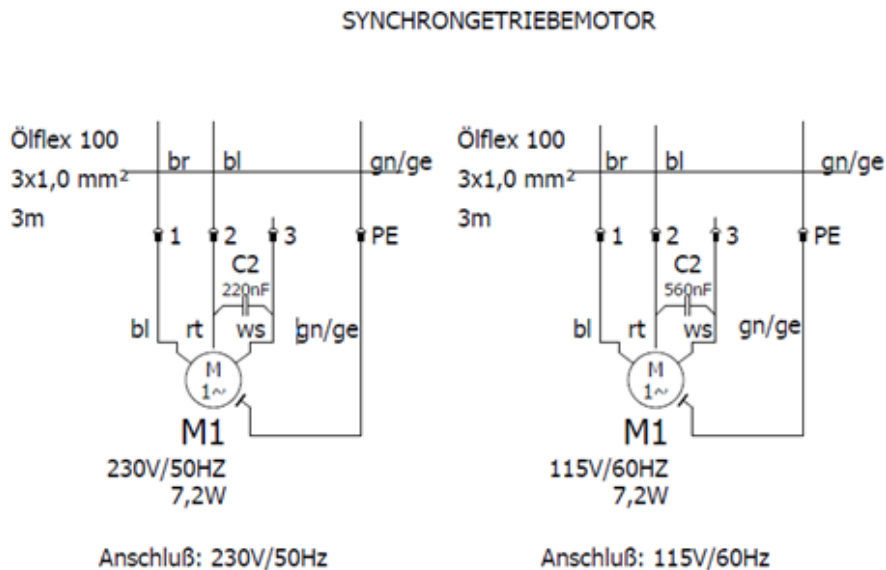 SYNCHRONGETRIEBEMOTOR
Ölflex 100
3x1,0 mm²
3m
br bl gn/ge
1 2 3 PE
C2
220nF
bl rt ws gn/ge
M
1~
M1
230V/50HZ
7,2W
Anschluß: 230V/50Hz
Ölflex 100
3x1,0 mm²
3m
br bl gn/ge
1 2 3 PE
C2
560nF
bl rt ws gn/ge
M
1~
M1
115V/60HZ
7,2W
Anschluß: 115V/60Hz